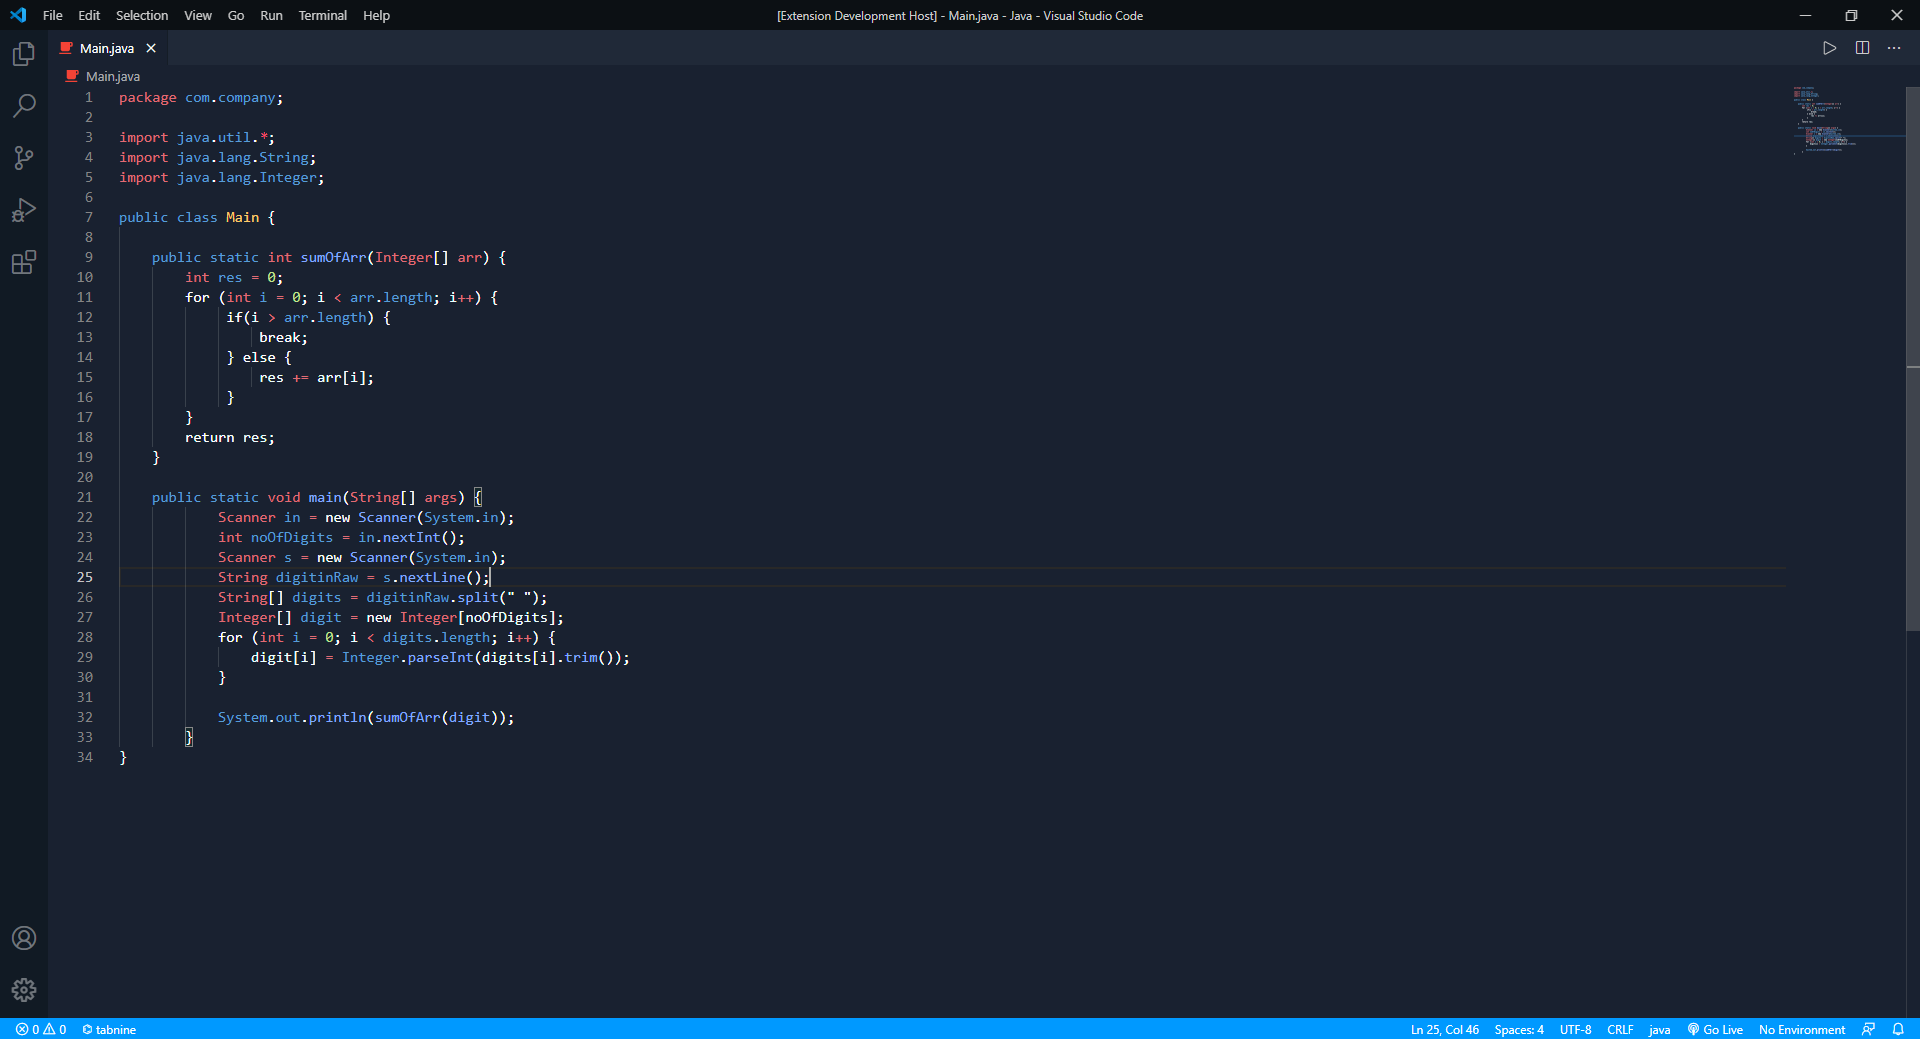 File Edit Selection View Go Run Terminal Help [Extension Development Host] - Main.java - Java - Visual Studio Code
Main.java
Main.java
1 package com.company;
2
3 import java.util.*;
4 import java.lang.String;
5 import java.lang.Integer;
6
7 public class Main {
8
9     public static int sumOfArr(Integer[] arr) {
10         int res = 0;
11         for (int i = 0; i < arr.length; i++) {
12              if(i > arr.length) {
13                  break;
14              } else {
15                  res += arr[i];
16              }
17         }
18         return res;
19     }
20
21     public static void main(String[] args) {
22             Scanner in = new Scanner(System.in);
23             int noOfDigits = in.nextInt();
24             Scanner s = new Scanner(System.in);
25             String digitinRaw = s.nextLine();
26             String[] digits = digitinRaw.split(" ");
27             Integer[] digit = new Integer[noOfDigits];
28             for (int i = 0; i < digits.length; i++) {
29                 digit[i] = Integer.parseInt(digits[i].trim());
30             }
31
32             System.out.println(sumOfArr(digit));
33         }
34 }
0 0 tabnine Ln 25, Col 46 Spaces: 4 UTF-8 CRLF java Go Live No Environment